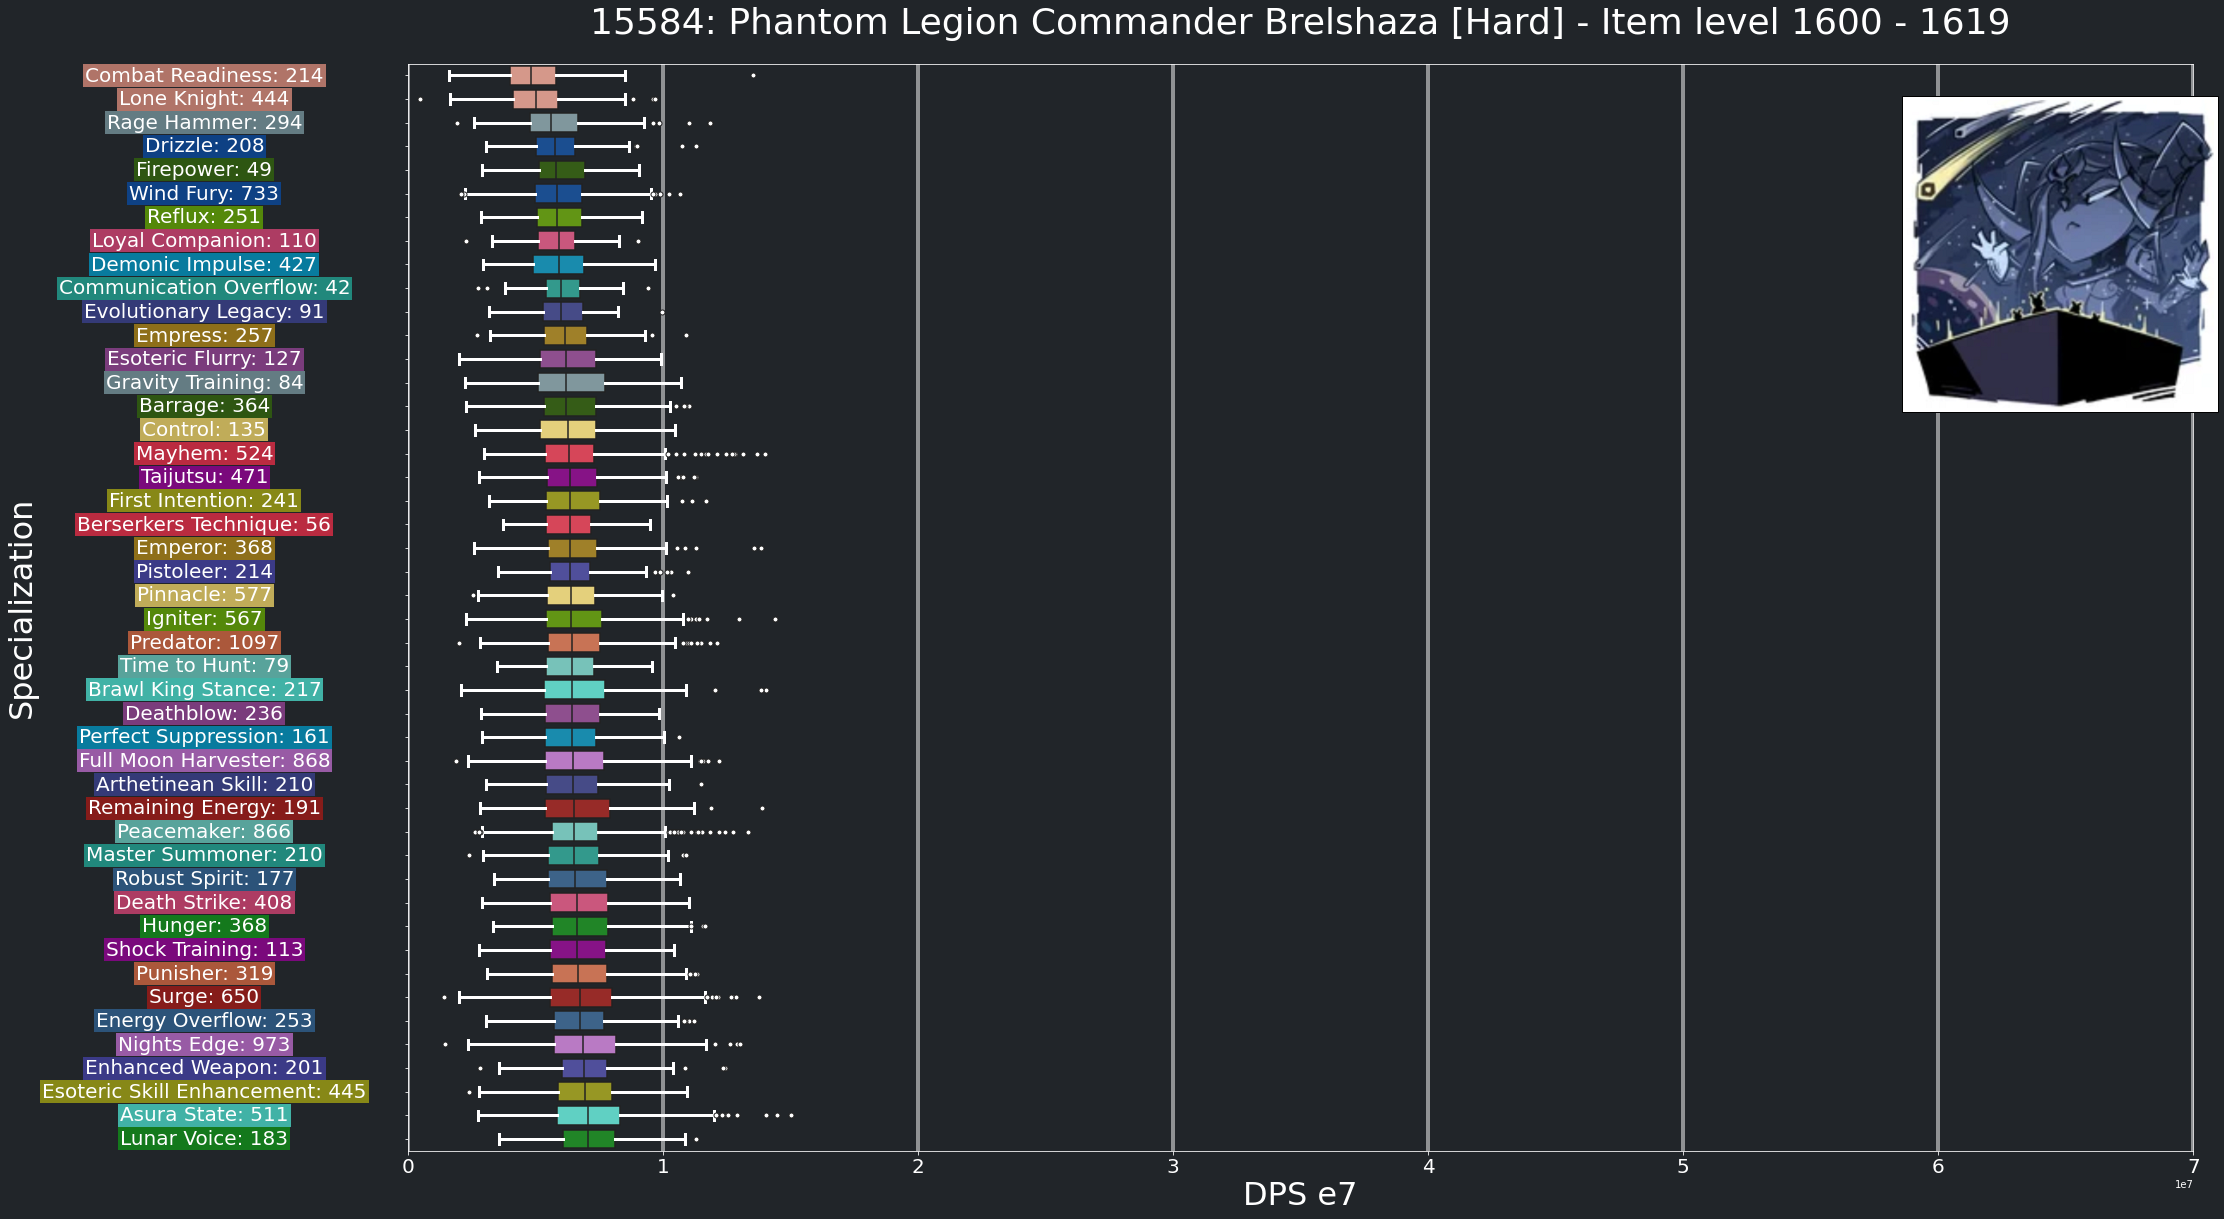 15584: Phantom Legion Commander Brelshaza [Hard] - Item level 1600 - 1619
Specialization
Combat Readiness: 214
Lone Knight: 444
Rage Hammer: 294
Drizzle: 208
Firepower: 49
Wind Fury: 733
Reflux: 251
Loyal Companion: 110
Demonic Impulse: 427
Communication Overflow: 42
Evolutionary Legacy: 91
Empress: 257
Esoteric Flurry: 127
Gravity Training: 84
Barrage: 364
Control: 135
Mayhem: 524
Taijutsu: 471
First Intention: 241
Berserkers Technique: 56
Emperor: 368
Pistoleer: 214
Pinnacle: 577
Igniter: 567
Predator: 1097
Time to Hunt: 79
Brawl King Stance: 217
Deathblow: 236
Perfect Suppression: 161
Full Moon Harvester: 868
Arthetinean Skill: 210
Remaining Energy: 191
Peacemaker: 866
Master Summoner: 210
Robust Spirit: 177
Death Strike: 408
Hunger: 368
Shock Training: 113
Punisher: 319
Surge: 650
Energy Overflow: 253
Nights Edge: 973
Enhanced Weapon: 201
Esoteric Skill Enhancement: 445
Asura State: 511
Lunar Voice: 183
0 1 2 3 4 5 6 7
1e7
DPS e7